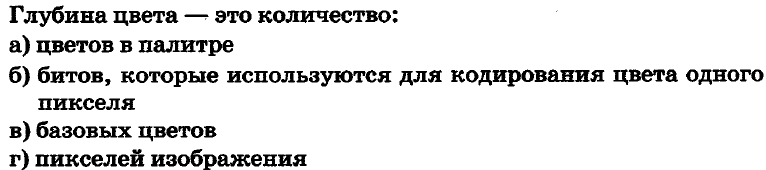 Глубина цвета — это количество:
а) цветов в палитре
б) битов, которые используются для кодирования цвета одного
пикселя
в) базовых цветов
г) пикселей изображения